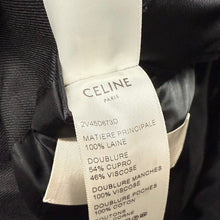 CELINE
PARIS
2V450873D
MATIERE PRINCIPALE
100% LAINE
DOUBLURE
54% CUPRO
46% VISCOSE
DOUBLURE MANCHES
100% VISCOSE
DOUBLURE POCHES
100% COTON